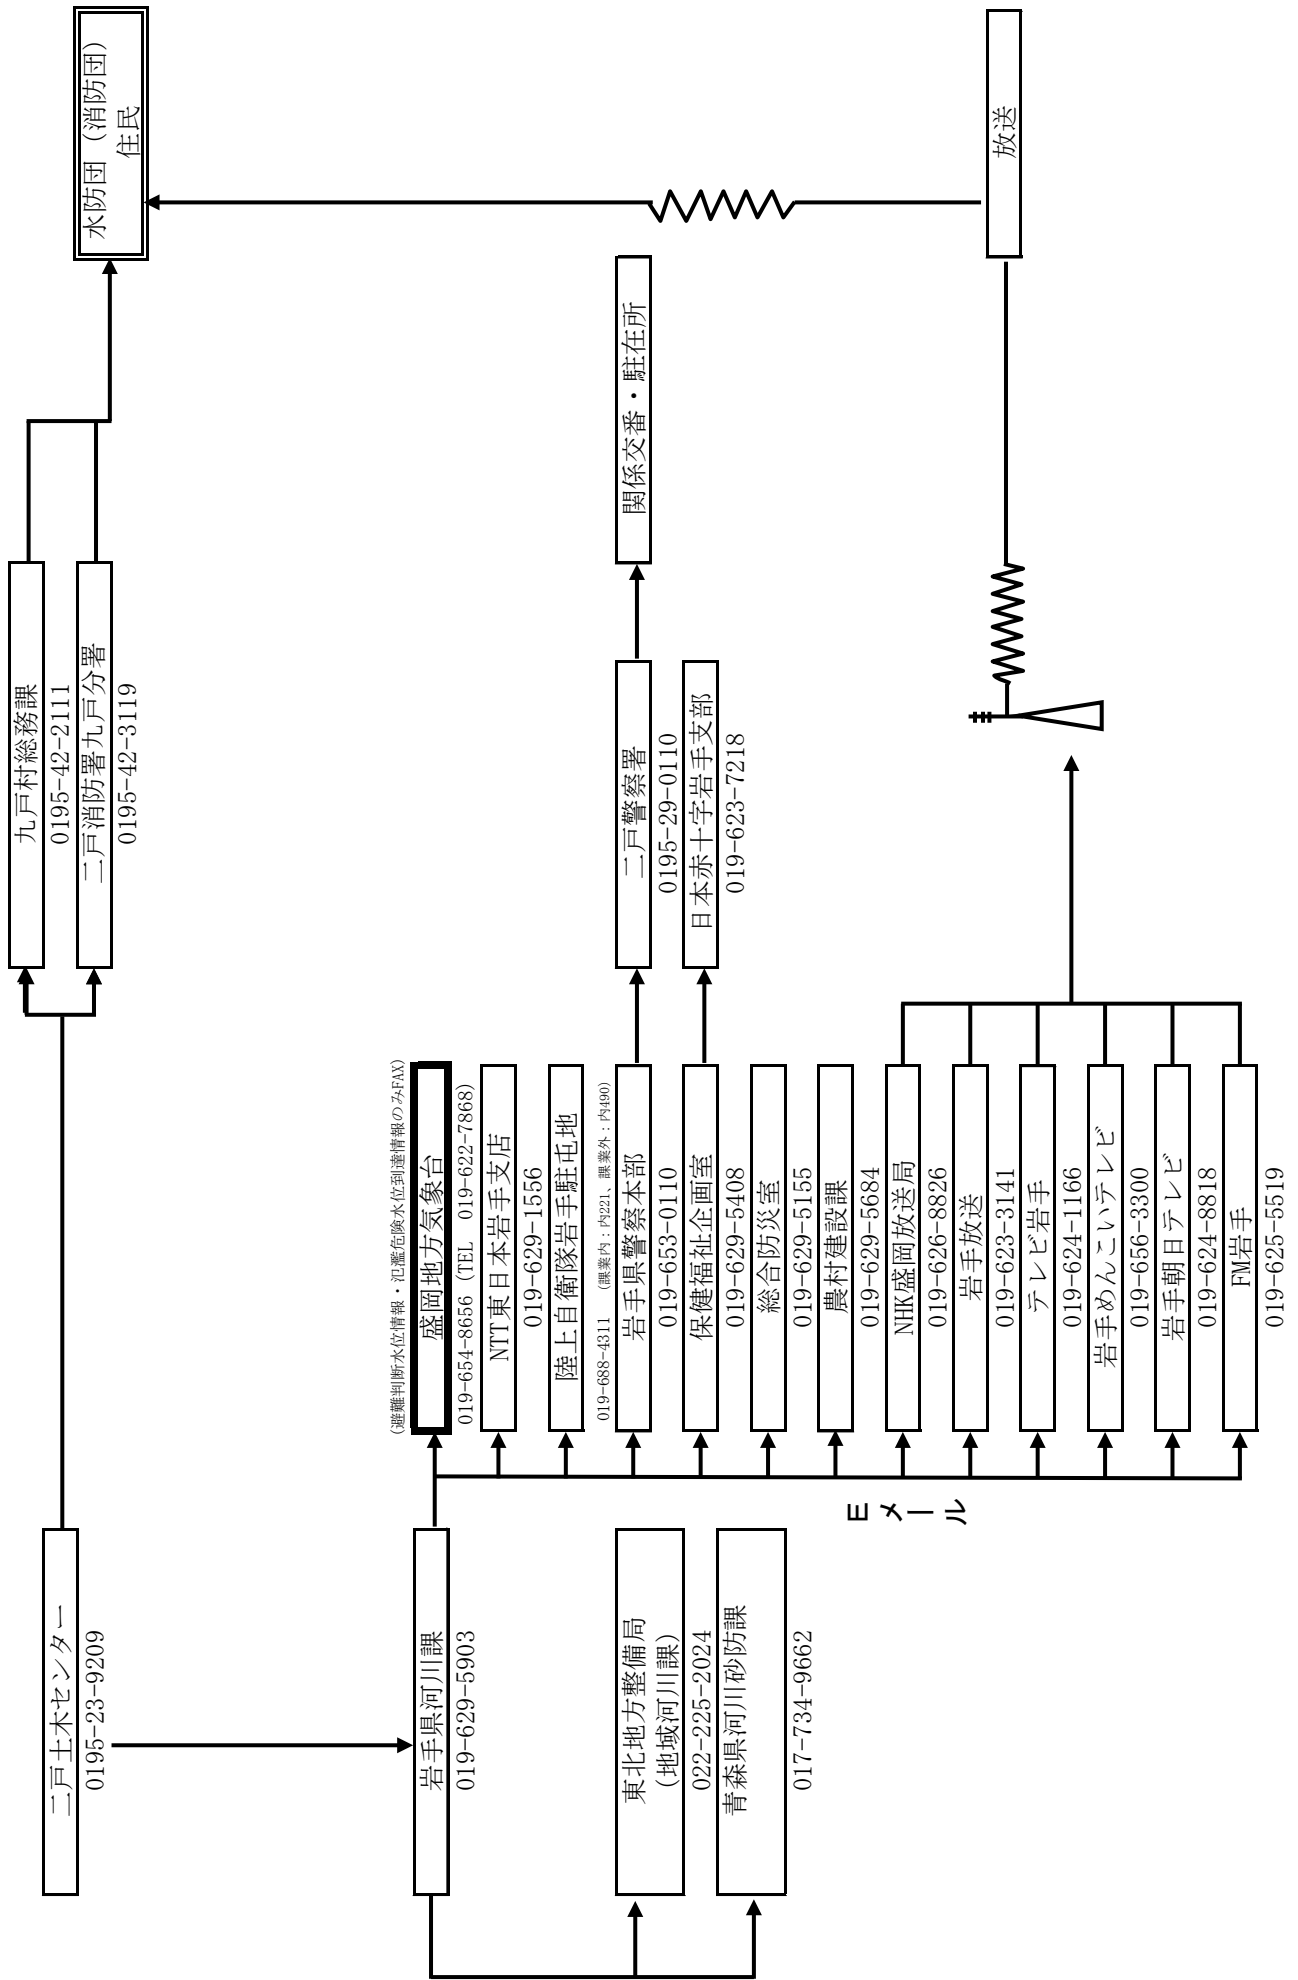 二戸土木センター
0195-23-9209
九戸村総務課
0195-42-2111
二戸消防署九戸分署
0195-42-3119
水防団（消防団）
住民
岩手県河川課
019-629-5903
東北地方整備局
（地域河川課）
022-225-2024
青森県河川砂防課
017-734-9662
Eメール
(避難判断水位情報・氾濫危険水位到達情報のみFAX)
盛岡地方気象台
019-654-8656（TEL 019-622-7868）
NTT東日本岩手支店
019-629-1556
陸上自衛隊岩手駐屯地
019-688-4311 （課業内：内221、課業外：内490）
岩手県警察本部
019-653-0110
保健福祉企画室
019-629-5408
総合防災室
019-629-5155
農村建設課
019-629-5684
NHK盛岡放送局
019-626-8826
岩手放送
019-623-3141
テレビ岩手
019-624-1166
岩手めんこいテレビ
019-656-3300
岩手朝日テレビ
019-624-8818
FM岩手
019-625-5519
二戸警察署
0195-29-0110
日本赤十字岩手支部
019-623-7218
関係交番・駐在所
放送